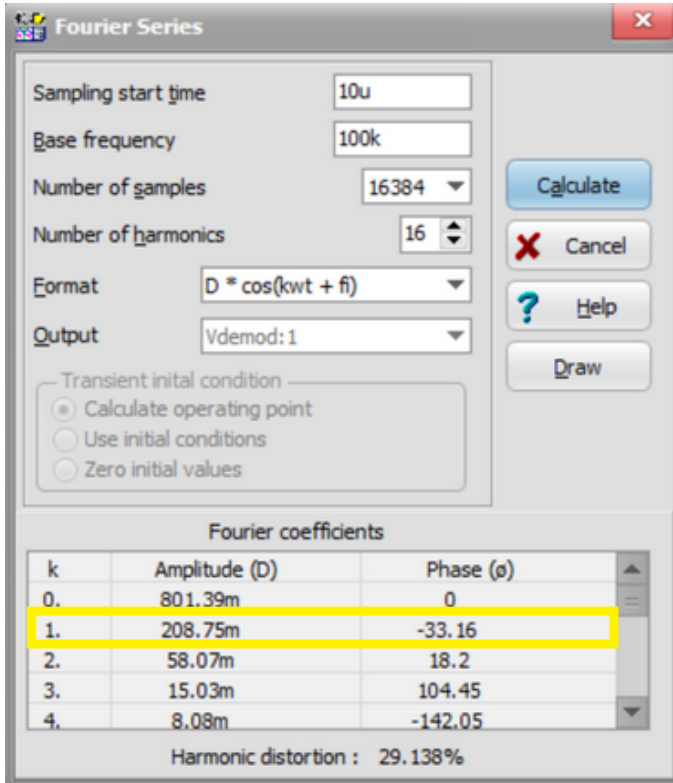 Fourier Series
Sampling start time 10u
Base frequency 100k
Number of samples 16384
Number of harmonics 16
Format D * cos(kwt + fi)
Output Vdemod:1
Transient inital condition
Calculate operating point
Use initial conditions
Zero initial values
Calculate
Cancel
? Help
Draw
Fourier coefficients
k Amplitude (D) Phase (ø)
0. 801.39m 0
1. 208.75m -33.16
2. 58.07m 18.2
3. 15.03m 104.45
4. 8.08m -142.05
Harmonic distortion : 29.138%